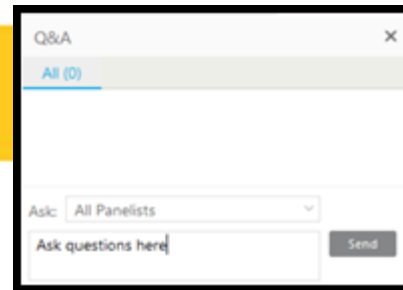 Q&A
All (0)
Ask: All Panelists
Ask questions here
Send